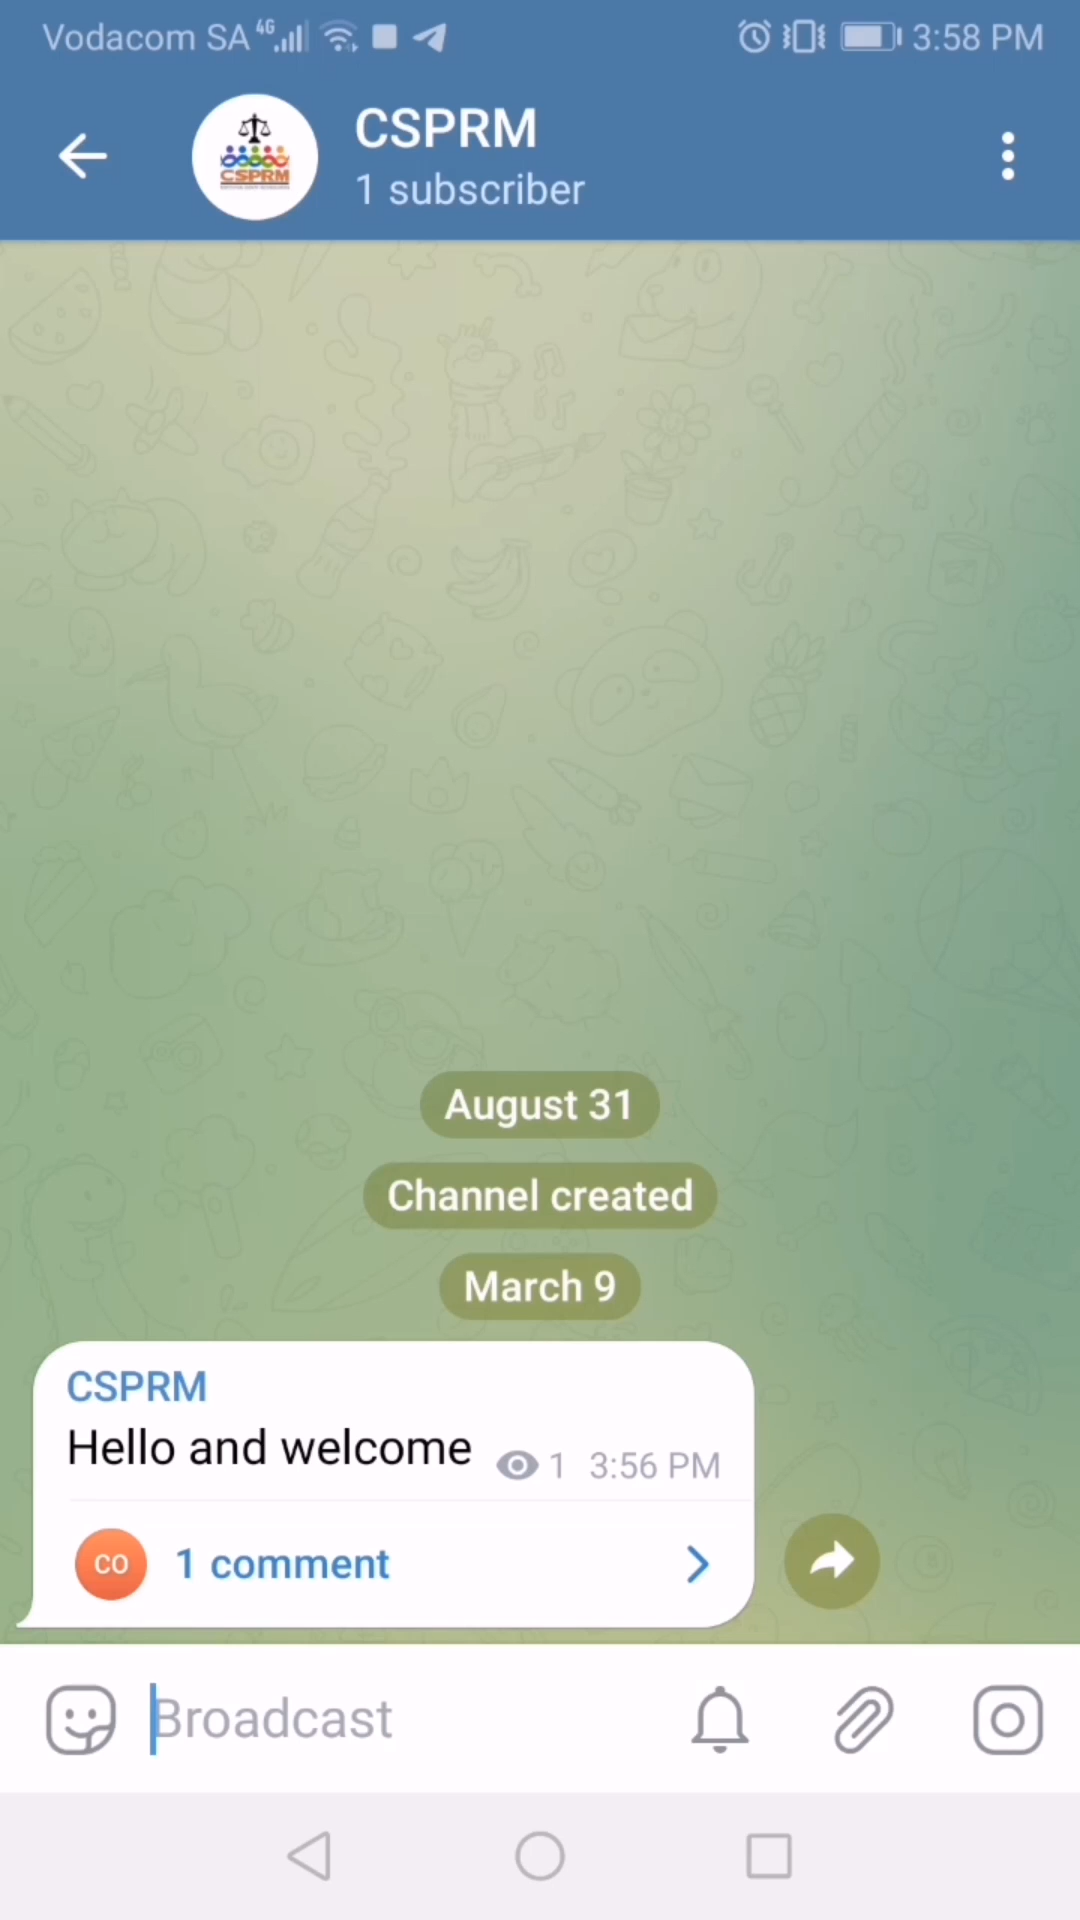 Vodacom SA 4G 3:58 PM
CSPRM
CSPRM
1 subscriber
August 31
Channel created
March 9
CSPRM
Hello and welcome 1 3:56 PM
CO 1 comment
Broadcast